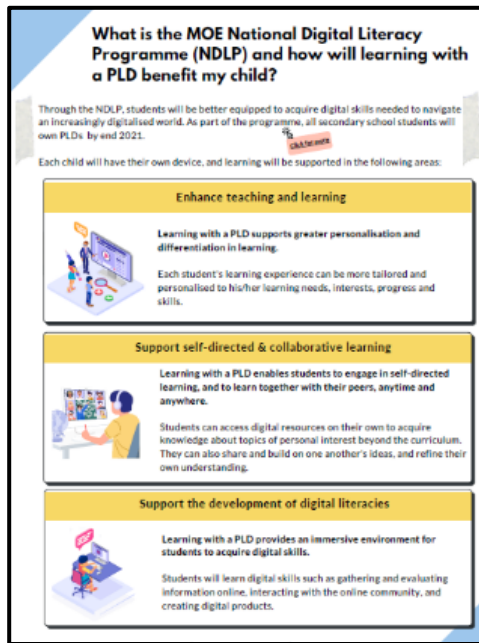 What is the MOE National Digital Literacy
Programme (NDLP) and how will learning with
a PLD benefit my child?
Through the NDLP, students will be better equipped to acquire digital skills needed to navigate
an increasingly digitalised world. As part of the programme, all secondary school students will
own PLDs by end 2021.
click for more
Each child will have their own device, and learning will be supported in the following areas:
Enhance teaching and learning
Learning with a PLD supports greater personalisation and
differentiation in learning.
Each student's learning experience can be more tailored and
personalised to his/her learning needs, interests, progress and
skills.
Support self-directed & collaborative learning
Learning with a PLD enables students to engage in self-directed
learning, and to learn together with their peers, anytime and
anywhere.
Students can access digital resources on their own to acquire
knowledge about topics of personal interest beyond the curriculum.
They can also share and build on one another's ideas, and refine their
own understanding.
Support the development of digital literacies
Learning with a PLD provides an immersive environment for
students to acquire digital skills.
Students will learn digital skills such as gathering and evaluating
information online, interacting with the online community, and
creating digital products.